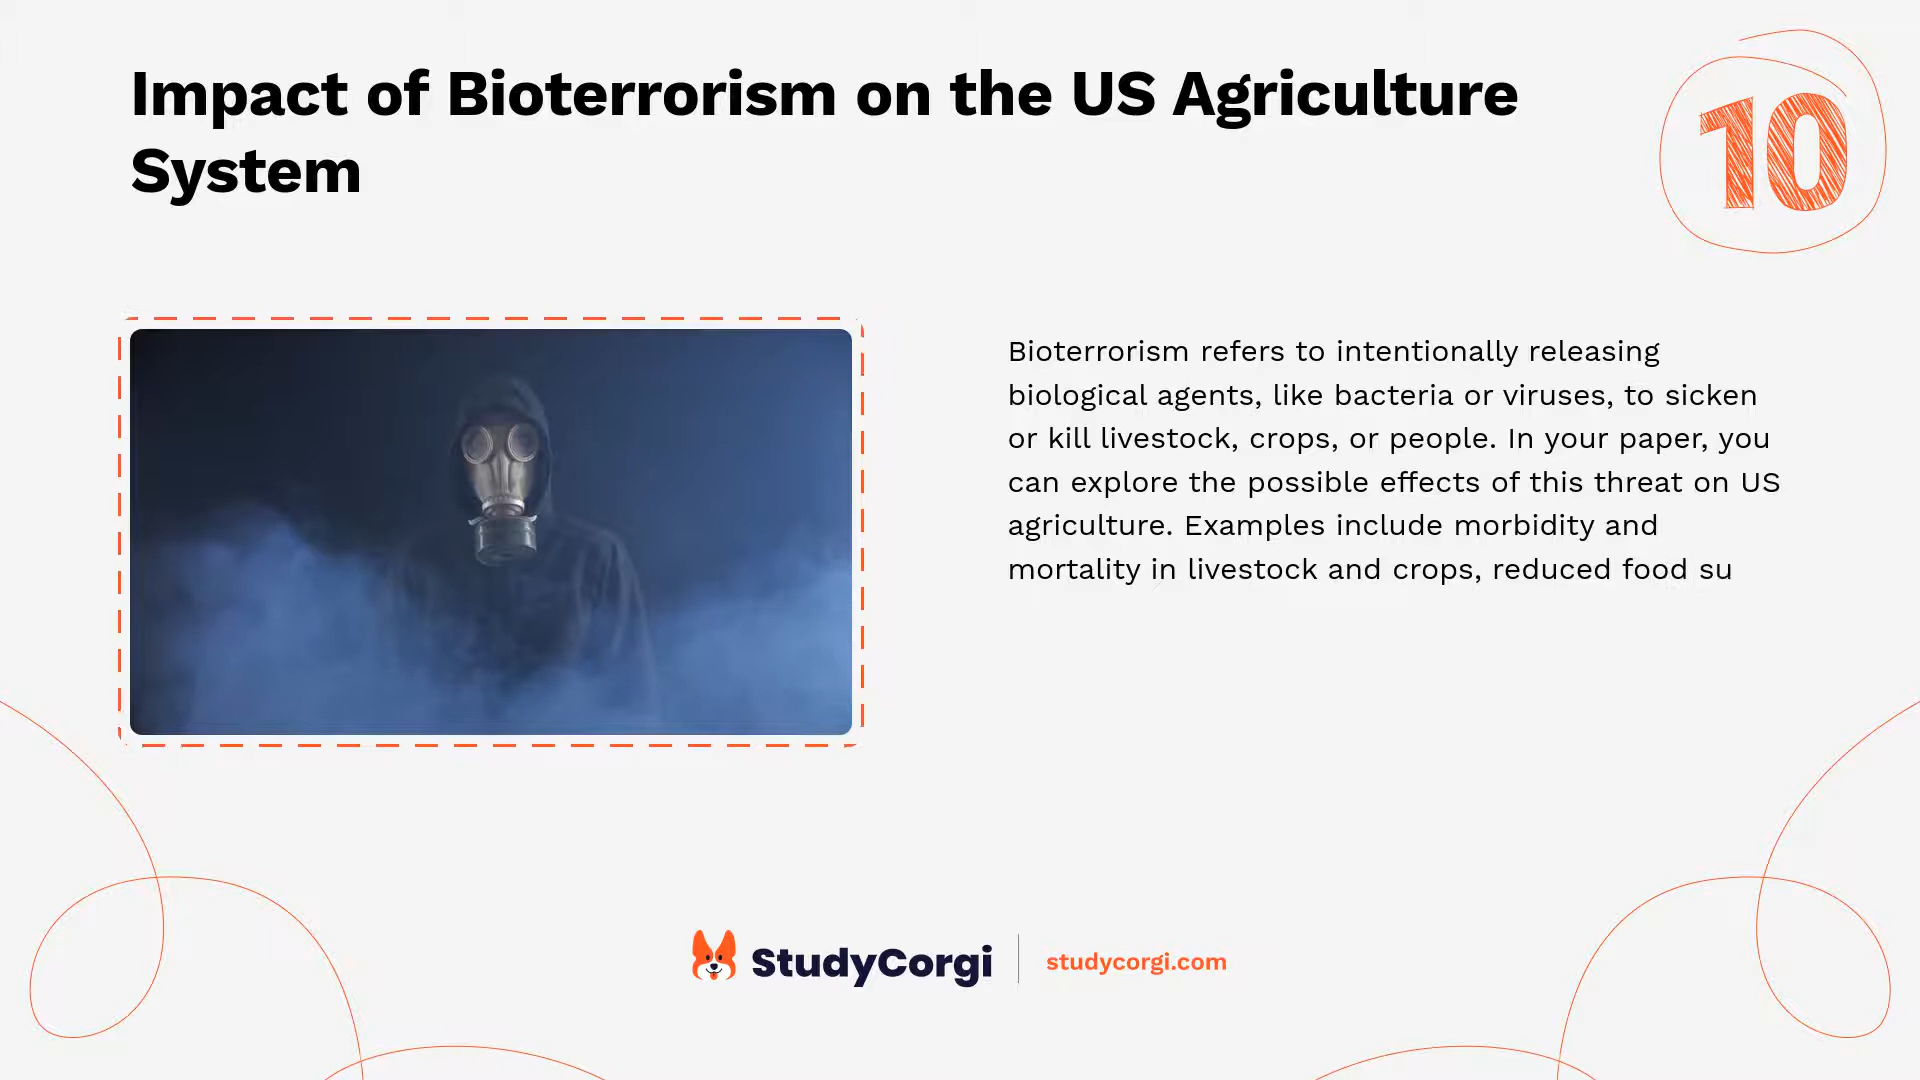 Impact of Bioterrorism on the US Agriculture
System
10
Bioterrorism refers to intentionally releasing
biological agents, like bacteria or viruses, to sicken
or kill livestock, crops, or people. In your paper, you
can explore the possible effects of this threat on US
agriculture. Examples include morbidity and
mortality in livestock and crops, reduced food su
StudyCorgi
studycorgi.com